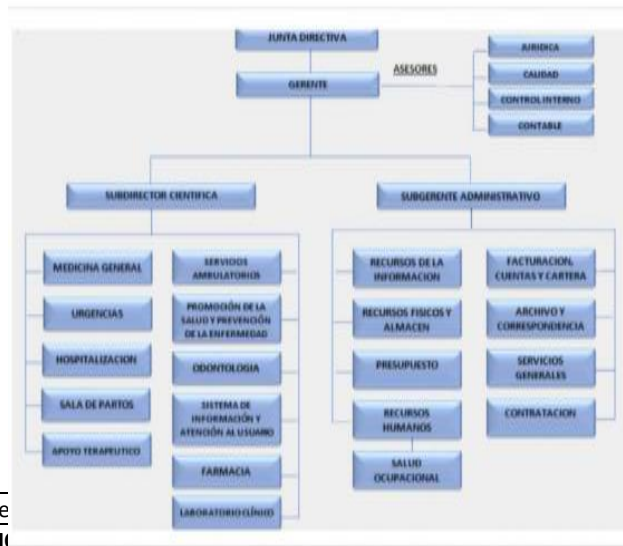 JUNTA DIRECTIVA
GERENTE
ASESORES
JURIDICA
CALIDAD
CONTROL INTERNO
CONTABLE
SUBDIRECTOR CIENTIFICA
SUBGERENTE ADMINISTRATIVO
MEDICINA GENERAL
URGENCIAS
HOSPITALIZACION
SALA DE PARTOS
APOYO TERAPEUTICO
SERVICIOS
AMBULATORIOS
PROMOCIÓN DE LA
SALUD Y PREVENCIÓN
DE LA ENFERMEDAD
ODONTOLOGIA
SISTEMA DE
INFORMACIÓN Y
ATENCIÓN AL USUARIO
FARMACIA
LABORATORIO CLÍNICO
RECURSOS DE LA
INFORMACION
RECURSOS FISICOS Y
ALMACEN
PRESUPUESTO
RECURSOS
HUMANOS
SALUD
OCUPACIONAL
FACTURACION,
CUENTAS Y CARTERA
ARCHIVO Y
CORRESPONDENCIA
SERVICIOS
GENERALES
CONTRATACION
e